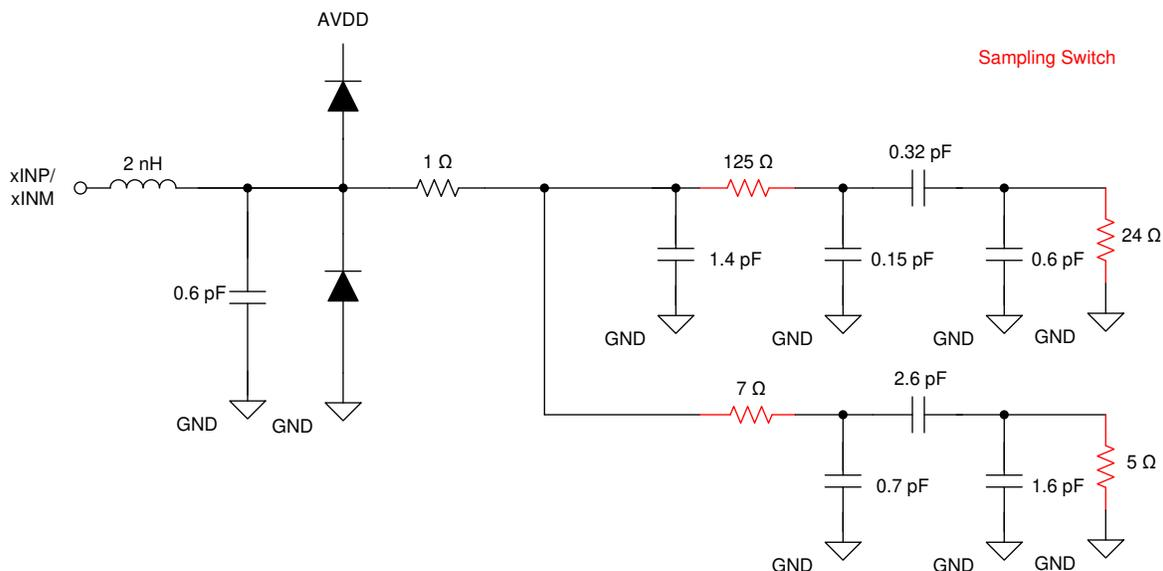 AVDD
Sampling Switch
xINP/
xINM
2 nH
1 Ω
125 Ω
0.32 pF
24 Ω
0.6 pF
1.4 pF
0.15 pF
0.6 pF
GND
GND
GND
GND
GND
GND
7 Ω
2.6 pF
5 Ω
0.7 pF
1.6 pF
GND
GND
GND